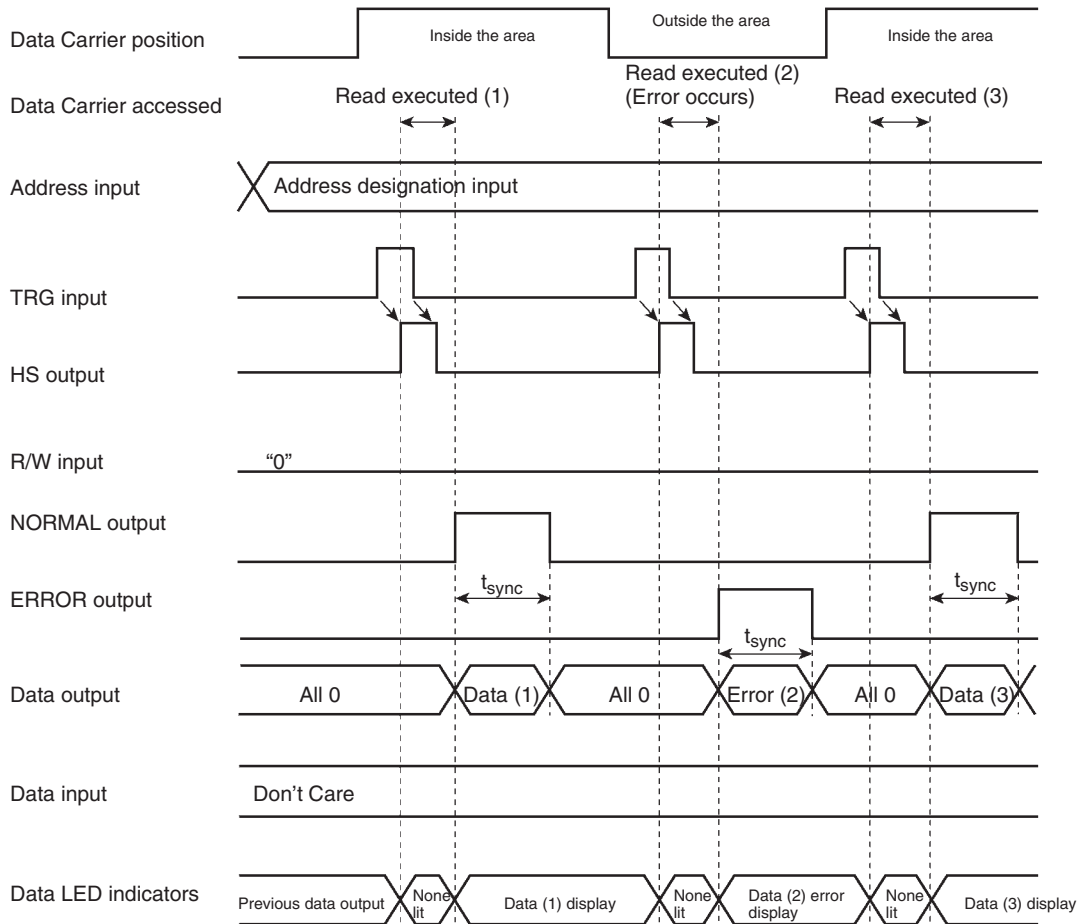 Data Carrier position
Inside the area
Outside the area
Inside the area
Data Carrier accessed
Read executed (1)
Read executed (2)
(Error occurs)
Read executed (3)
Address input
Address designation input
TRG input
HS output
R/W input
“0”
NORMAL output
tsync
tsync
ERROR output
tsync
Data output
All 0
Data (1)
All 0
Error (2)
All 0
Data (3)
Data input
Don’t Care
Data LED indicators
Previous data output
None
lit
Data (1) display
None
lit
Data (2) error
display
None
lit
Data (3) display